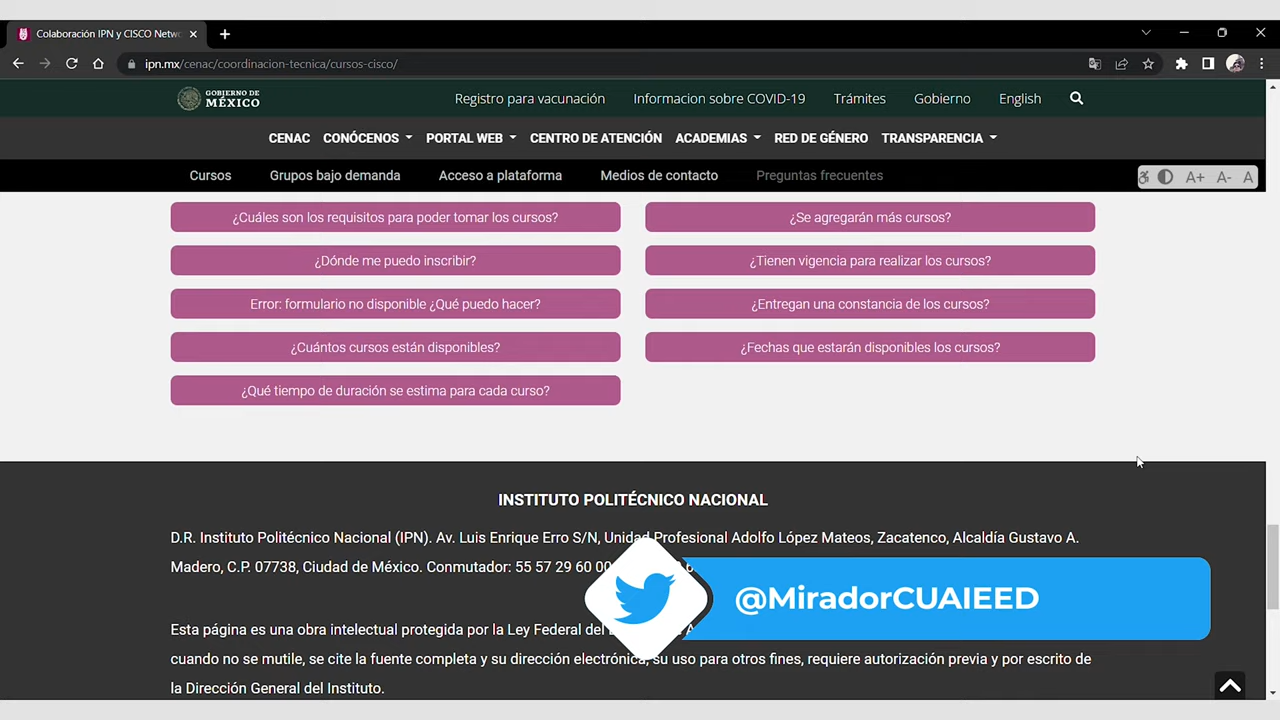 Colaboración IPN y CISCO Netw
ipn.mx/cenac/coordinacion-tecnica/cursos-cisco/
GOBIERNO DE
MÉXICO
Registro para vacunación
Informacion sobre COVID-19
Trámites
Gobierno
English
CENAC
CONÓCENOS
PORTAL WEB
CENTRO DE ATENCIÓN
ACADEMIAS
RED DE GÉNERO
TRANSPARENCIA
Cursos
Grupos bajo demanda
Acceso a plataforma
Medios de contacto
Preguntas frecuentes
A+
A-
A
¿Cuáles son los requisitos para poder tomar los cursos?
¿Se agregarán más cursos?
¿Dónde me puedo inscribir?
¿Tienen vigencia para realizar los cursos?
Error: formulario no disponible ¿Qué puedo hacer?
¿Entregan una constancia de los cursos?
¿Cuántos cursos están disponibles?
¿Fechas que estarán disponibles los cursos?
¿Qué tiempo de duración se estima para cada curso?
INSTITUTO POLITÉCNICO NACIONAL
D.R. Instituto Politécnico Nacional (IPN). Av. Luis Enrique Erro S/N, Unidad Profesional Adolfo López Mateos, Zacatenco, Alcaldía Gustavo A.
Madero, C.P. 07738, Ciudad de México. Conmutador: 55 57 29 60 00
@MiradorCUAIEED
Esta página es una obra intelectual protegida por la Ley Federal del
cuando no se mutile, se cite la fuente completa y su dirección electrónica, su uso para otros fines, requiere autorización previa y por escrito de
la Dirección General del Instituto.